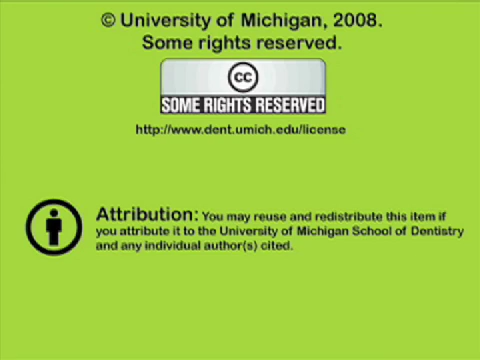 © University of Michigan, 2008.
Some rights reserved.
cc
SOME RIGHTS RESERVED
http://www.dent.umich.edu/license
Attribution: You may reuse and redistribute this item if
you attribute it to the University of Michigan School of Dentistry
and any individual author(s) cited.